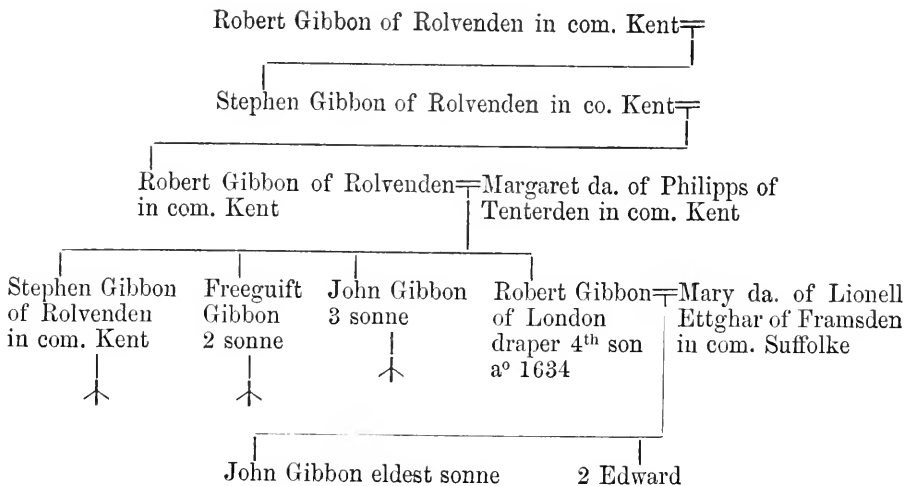 Robert Gibbon of Rolvenden in com. Kent
Stephen Gibbon of Rolvenden in co. Kent
Robert Gibbon of Rolvenden
in com. Kent
Margaret da. of Philipps of
Tenterden in com. Kent
Stephen Gibbon
of Rolvenden
in com. Kent
Freeguift
Gibbon
2 sonne
John Gibbon
3 sonne
Robert Gibbon
of London
draper 4th son
aº 1634
Mary da. of Lionell
Ettghar of Framsden
in com. Suffolke
John Gibbon eldest sonne
2 Edward